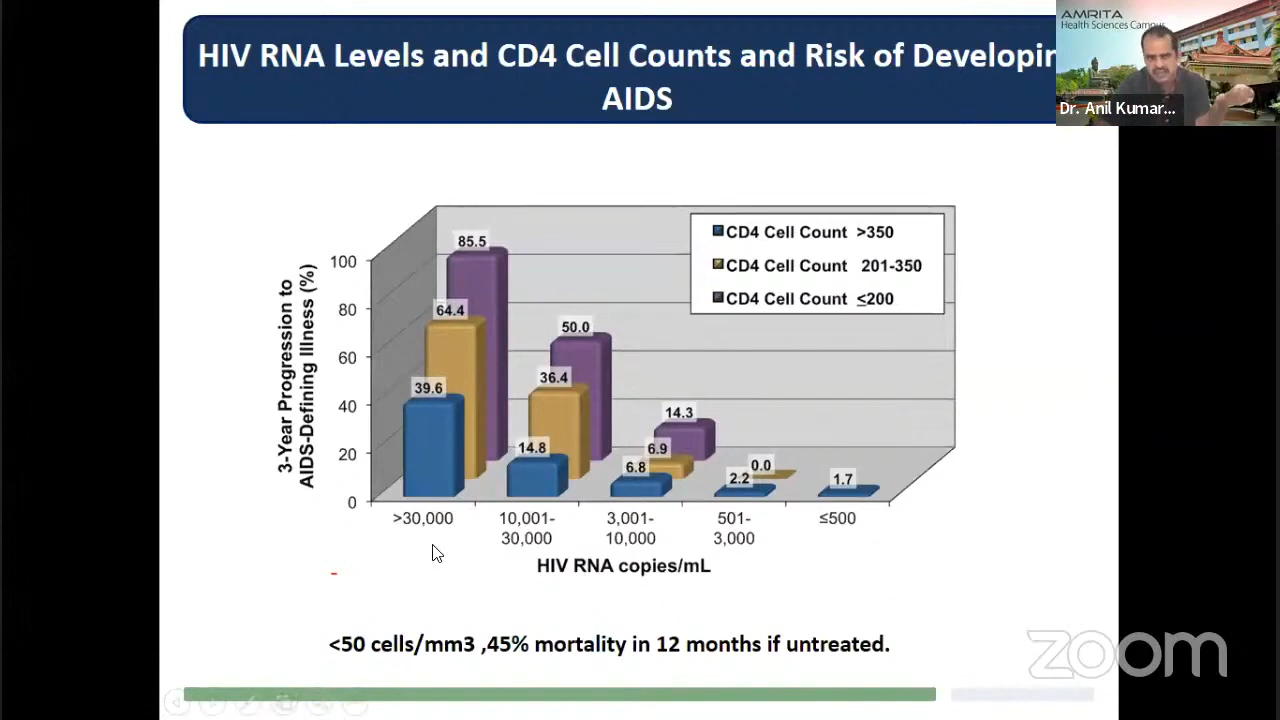 AMRITA
Health Sciences Campus
Dr. Anil Kumar...
HIV RNA Levels and CD4 Cell Counts and Risk of Developin
AIDS
CD4 Cell Count >350
CD4 Cell Count 201-350
CD4 Cell Count ≤200
3-Year Progression to
AIDS-Defining Illness (%)
100
80
60
40
20
0
85.5
64.4
39.6
50.0
36.4
14.8
14.3
6.9
6.8
0.0
2.2
1.7
>30,000
10,001-
30,000
3,001-
10,000
501-
3,000
≤500
HIV RNA copies/mL
<50 cells/mm3 ,45% mortality in 12 months if untreated.
zoom